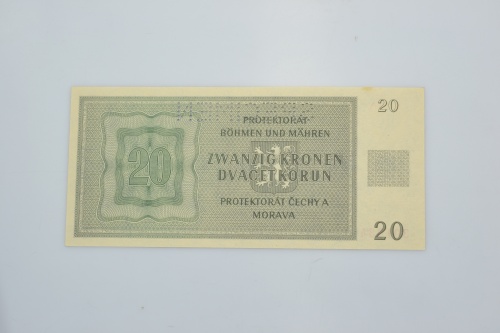 PROTEKTORAT
BÖHMEN UND MÄHREN
20
20
ZWANZIG KRONEN
DVACET KORUN
PROTEKTORÁT ČECHY A
MORAVA
20